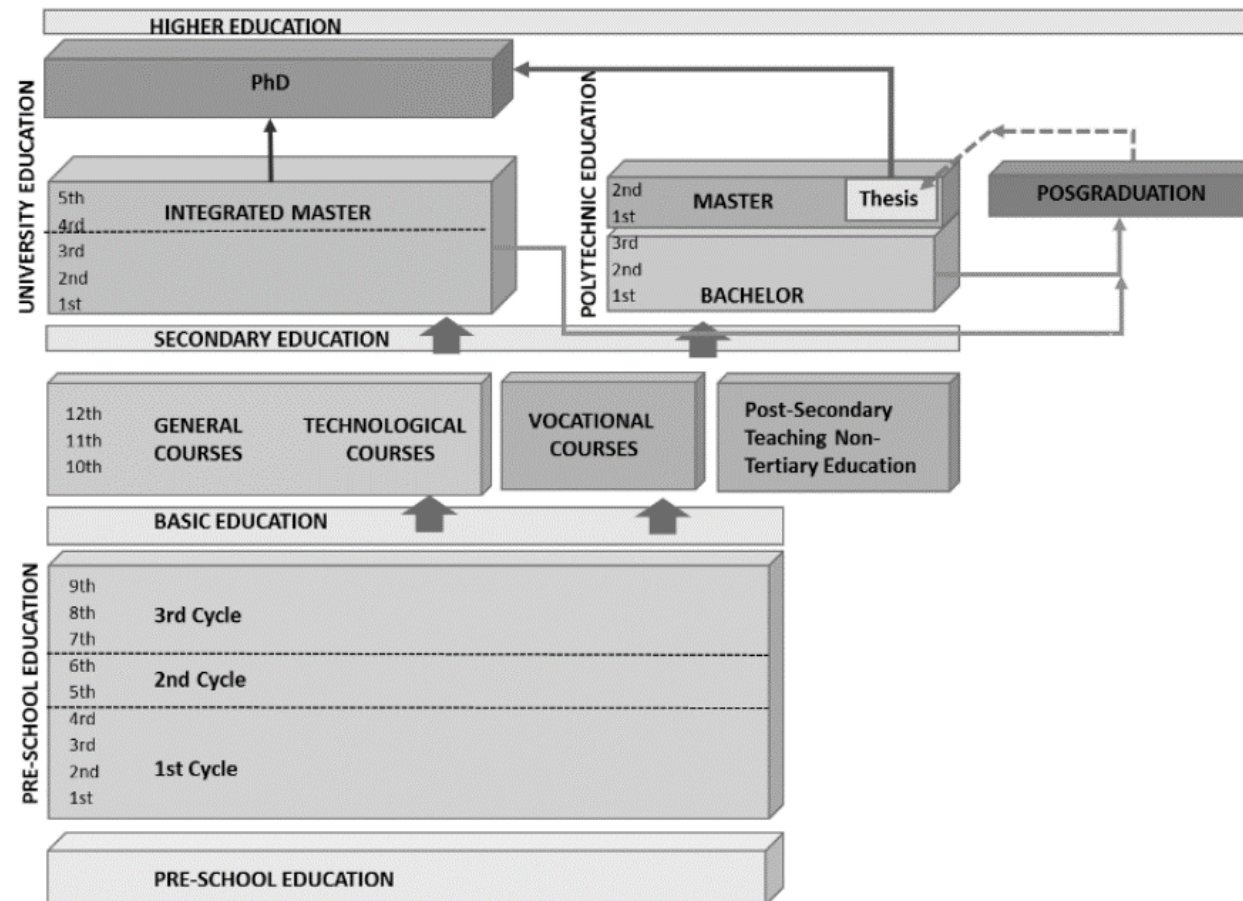 HIGHER EDUCATION
UNIVERSITY EDUCATION
PhD
5th
4rd
3rd
2nd
1st
INTEGRATED MASTER
POLYTECHNIC EDUCATION
2nd
1st
MASTER
Thesis
3rd
2nd
1st
BACHELOR
POSGRADUATION
SECONDARY EDUCATION
12th
11th
10th
GENERAL
COURSES
TECHNOLOGICAL
COURSES
VOCATIONAL
COURSES
Post-Secondary
Teaching Non-
Tertiary Education
BASIC EDUCATION
PRE-SCHOOL EDUCATION
9th
8th
7th
3rd Cycle
6th
5th
2nd Cycle
4rd
3rd
2nd
1st
1st Cycle
PRE-SCHOOL EDUCATION